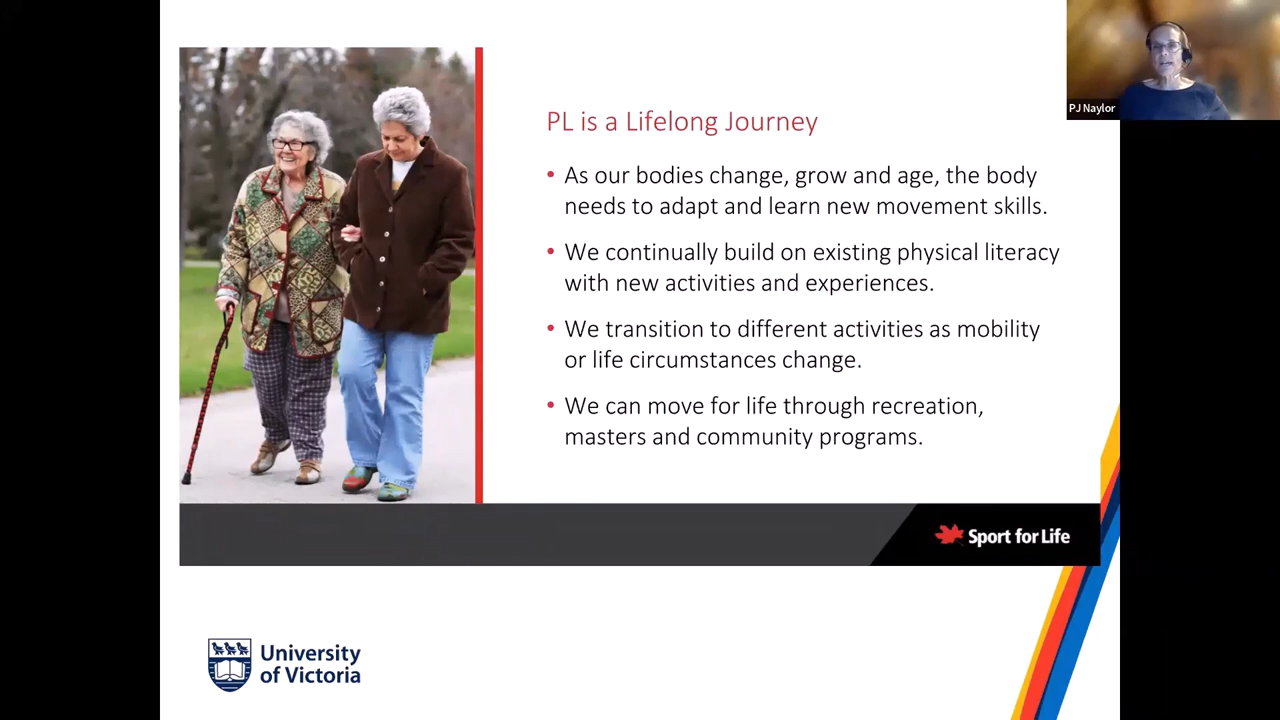 PJ Naylor
PL is a Lifelong Journey
• As our bodies change, grow and age, the body
needs to adapt and learn new movement skills.
• We continually build on existing physical literacy
with new activities and experiences.
• We transition to different activities as mobility
or life circumstances change.
• We can move for life through recreation,
masters and community programs.
Sport for Life
University
of Victoria